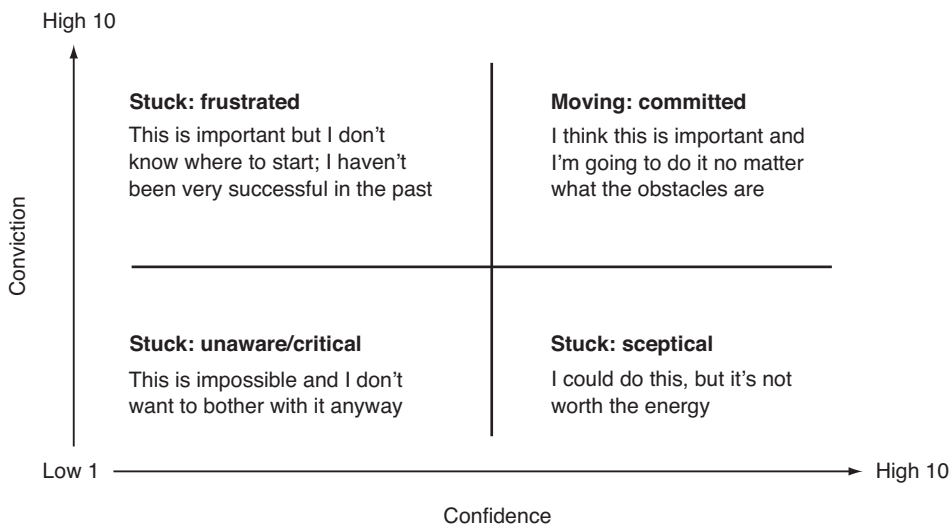 High 10
Stuck: frustrated
This is important but I don't
know where to start; I haven't
been very successful in the past
Moving: committed
I think this is important and
I'm going to do it no matter
what the obstacles are
Conviction
Stuck: unaware/critical
This is impossible and I don't
want to bother with it anyway
Stuck: sceptical
I could do this, but it's not
worth the energy
Low 1
High 10
Confidence